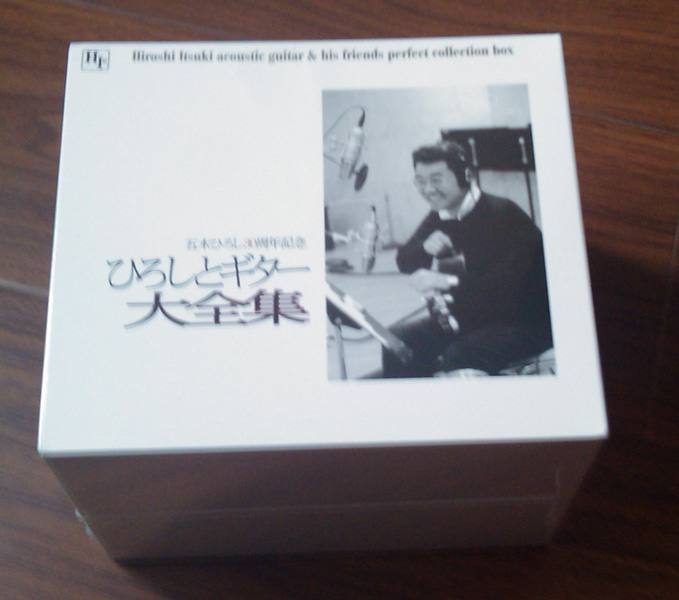 HF
Hiroshi Itsuki acoustic guitar & his friends perfect collection box
五木ひろし30周年記念
ひろしとギター
大全集